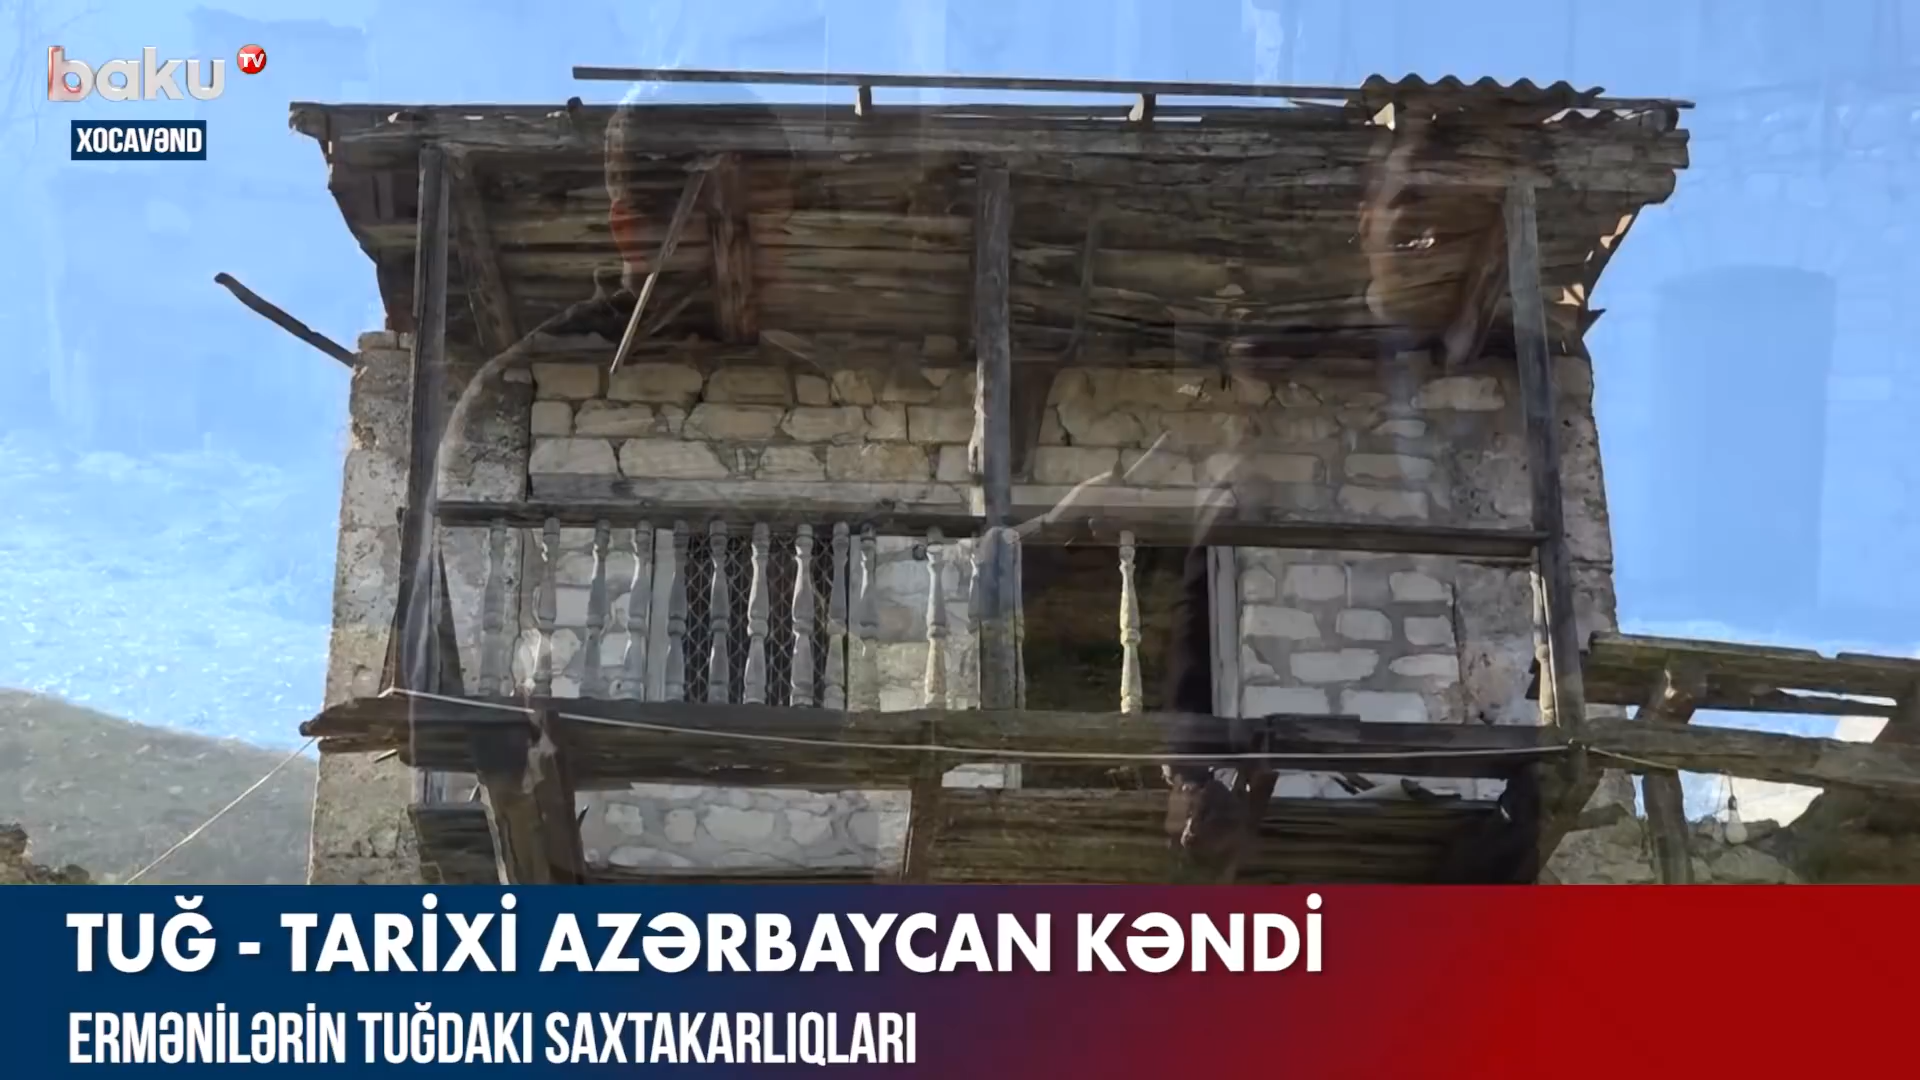 baku TV
XOCAVƏND
TUĞ - TARİXİ AZƏRBAYCAN KƏNDİ
ERMƏNİLƏRİN TUĞDAKI SAXTAKARLIQLARI